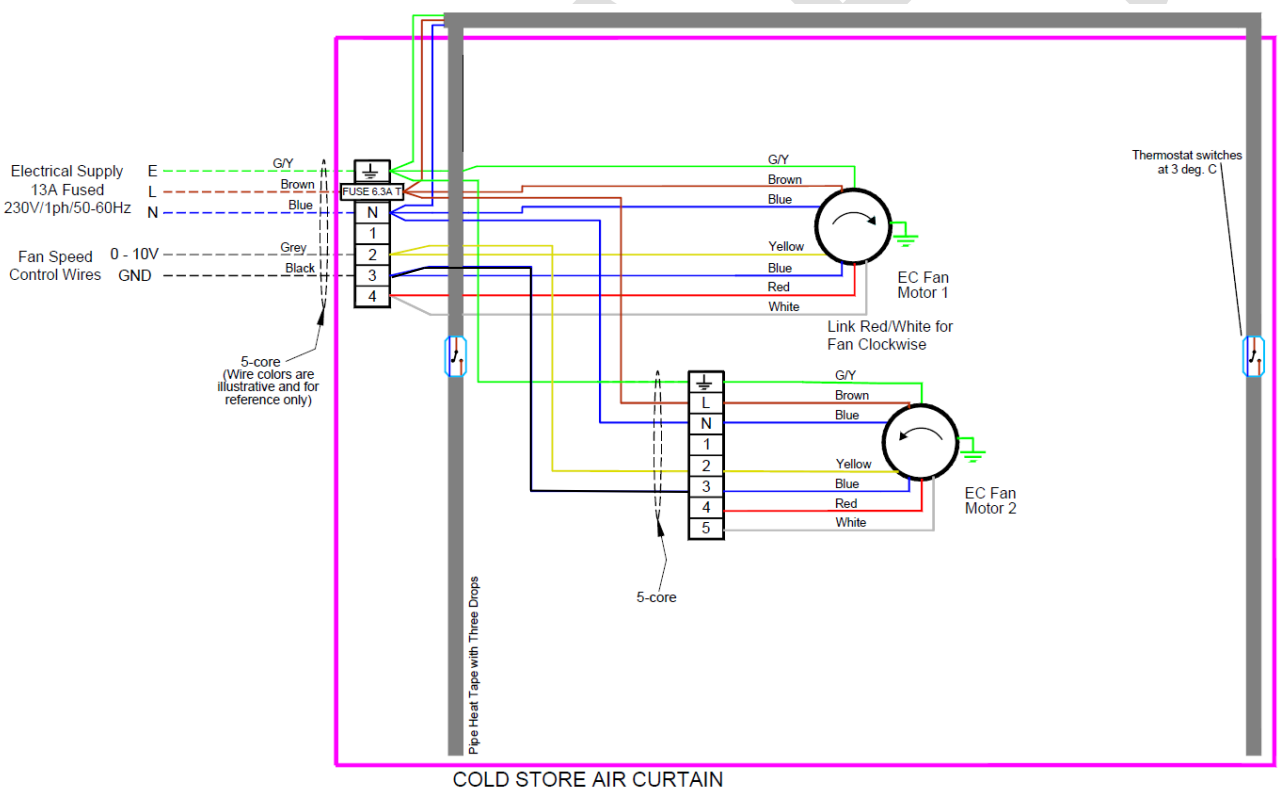 Electrical Supply E
13A Fused L
230V/1ph/50-60Hz N
Fan Speed 0 - 10V
Control Wires GND
G/Y
Brown
Blue
Grey
Black
5-core
(Wire colors are
illustrative and for
reference only)
FUSE 6.3A T
N
1
2
3
4
G/Y
Brown
Blue
Yellow
Blue
Red
White
EC Fan
Motor 1
Link Red/White for
Fan Clockwise
Thermostat switches
at 3 deg. C
L
N
1
2
3
4
5
G/Y
Brown
Blue
Yellow
Blue
Red
White
EC Fan
Motor 2
5-core
Pipe Heat Tape with Three Drops
COLD STORE AIR CURTAIN